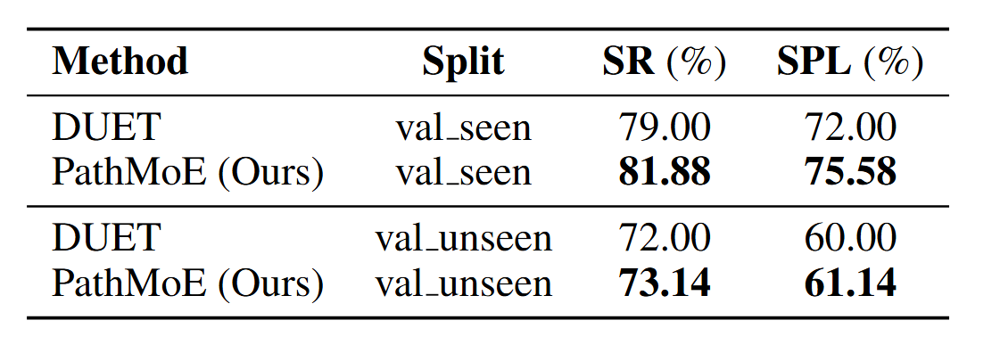 Method Split SR (%) SPL (%)
DUET val_seen 79.00 72.00
PathMoE (Ours) val_seen 81.88 75.58
DUET val_unseen 72.00 60.00
PathMoE (Ours) val_unseen 73.14 61.14